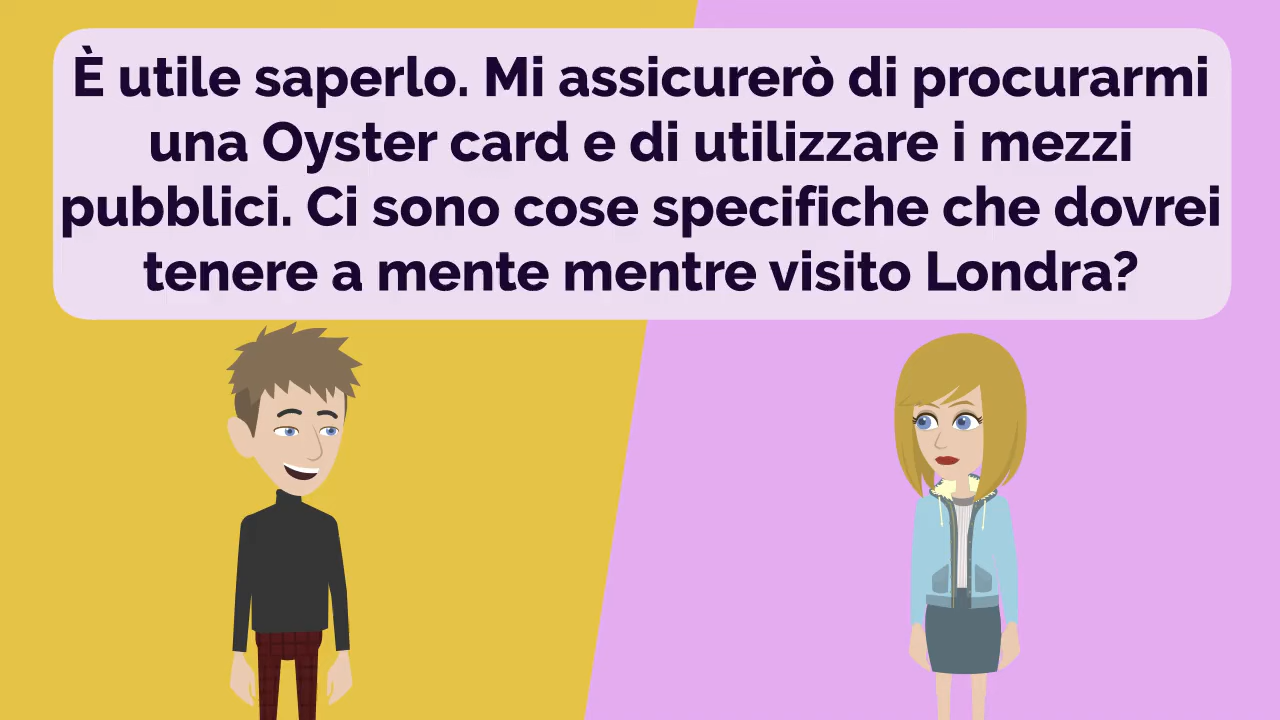 È utile saperlo. Mi assicurerò di procurarmi
una Oyster card e di utilizzare i mezzi
pubblici. Ci sono cose specifiche che dovrei
tenere a mente mentre visito Londra?